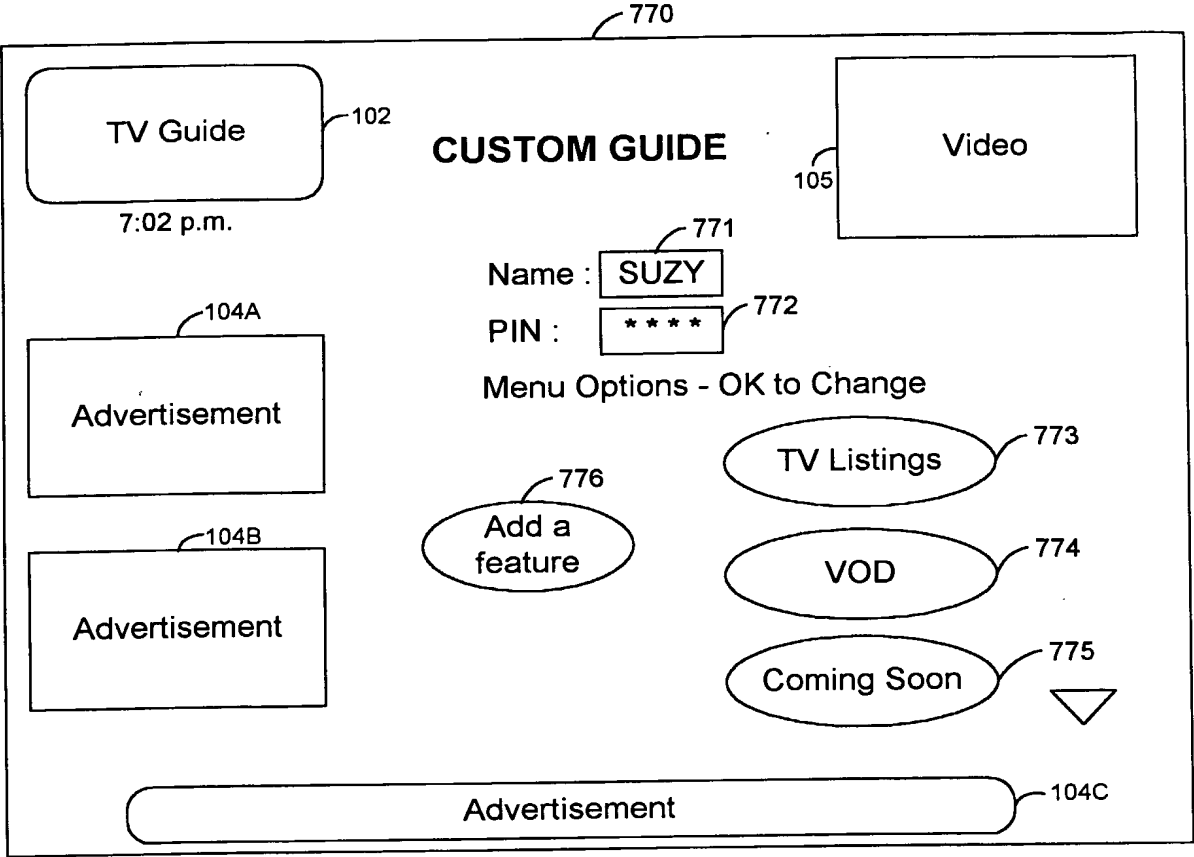 770
TV Guide
102
CUSTOM GUIDE
Video
105
7:02 p.m.
771
Name : SUZY
772
PIN : * * * *
Menu Options - OK to Change
104A
Advertisement
773
TV Listings
776
Add a
feature
104B
Advertisement
774
VOD
775
Coming Soon
Advertisement
104C